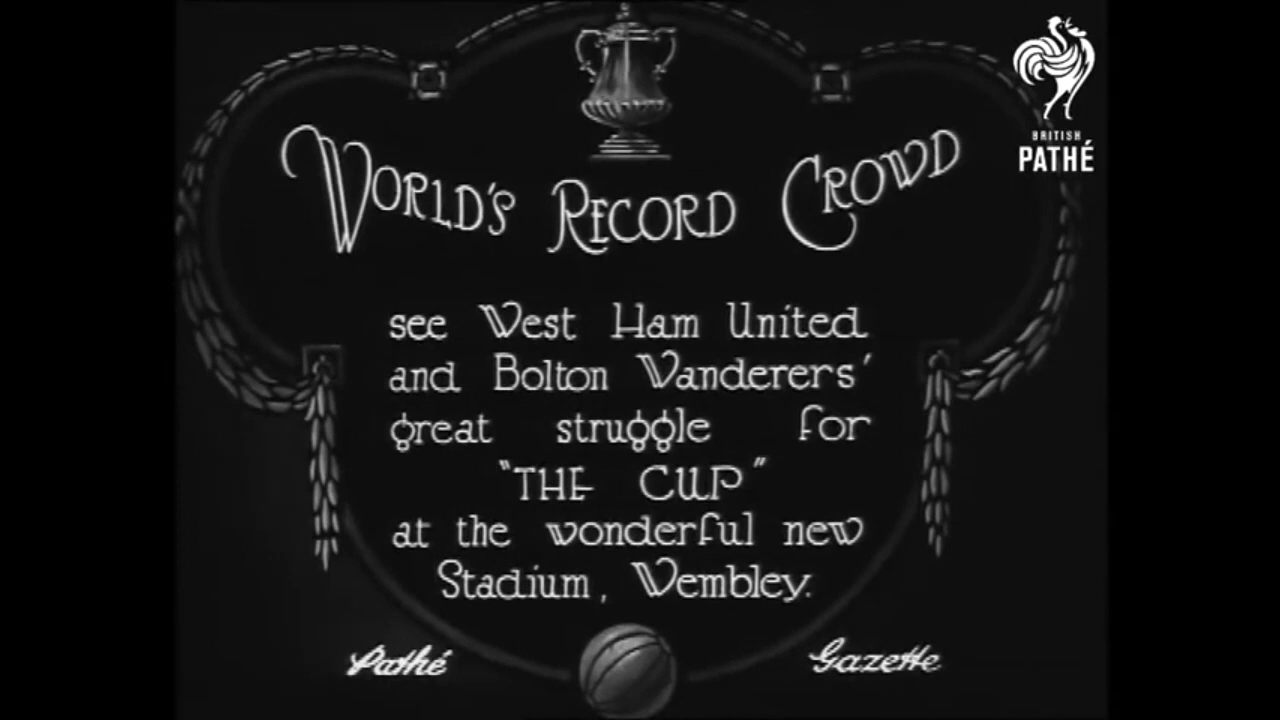 BRITISH
PATHÉ
WORLD'S RECORD CROWD
see West Ham United
and Bolton Wanderers'
great struggle for
"THE CUP"
at the wonderful new
Stadium, Wembley.
Pathé Gazette